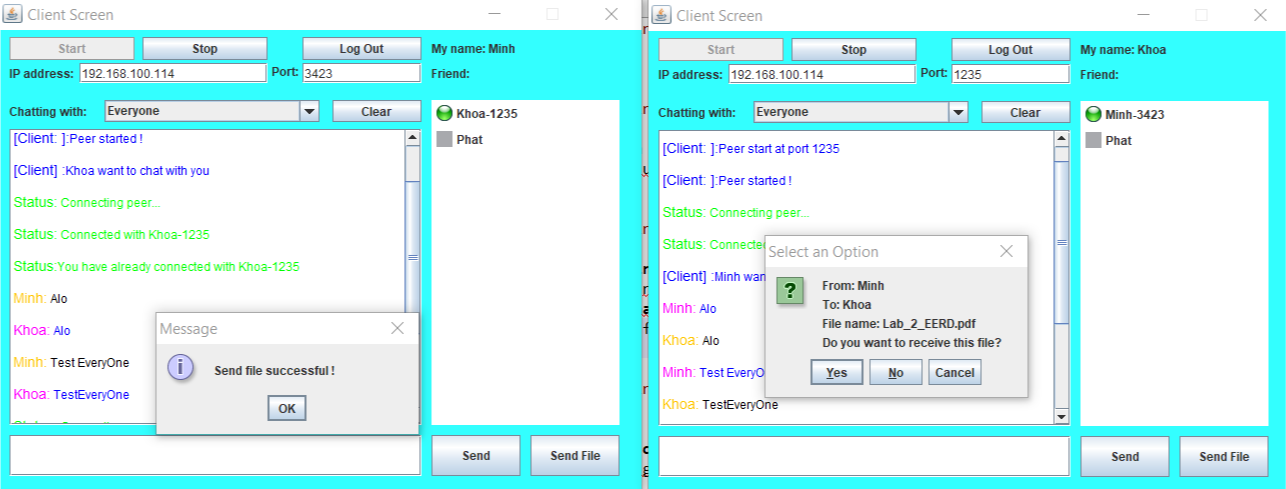 Client Screen
Start Stop Log Out My name: Minh
IP address: 192.168.100.114 Port: 3423 Friend:
Chatting with: Everyone Clear
Khoa-1235
Phat
[Client: ]:Peer started !
[Client] :Khoa want to chat with you
Status: Connecting peer...
Status: Connected with Khoa-1235
Status:You have already connected with Khoa-1235
Minh: Alo
Khoa: Alo
Minh: Test EveryOne
Khoa: TestEveryOne
Message
Send file successful !
OK
Send Send File
Client Screen
Start Stop Log Out My name: Khoa
IP address: 192.168.100.114 Port: 1235 Friend:
Chatting with: Everyone Clear
Minh-3423
Phat
[Client: ]:Peer start at port 1235
[Client: ]:Peer started !
Status: Connecting peer...
Status: Connected
[Client] :Minh wan
Minh: Alo
Khoa: Alo
Minh: Test EveryO
Khoa: TestEveryOne
Select an Option
From: Minh
To: Khoa
File name: Lab_2_EERD.pdf
Do you want to receive this file?
Yes No Cancel
Send Send File